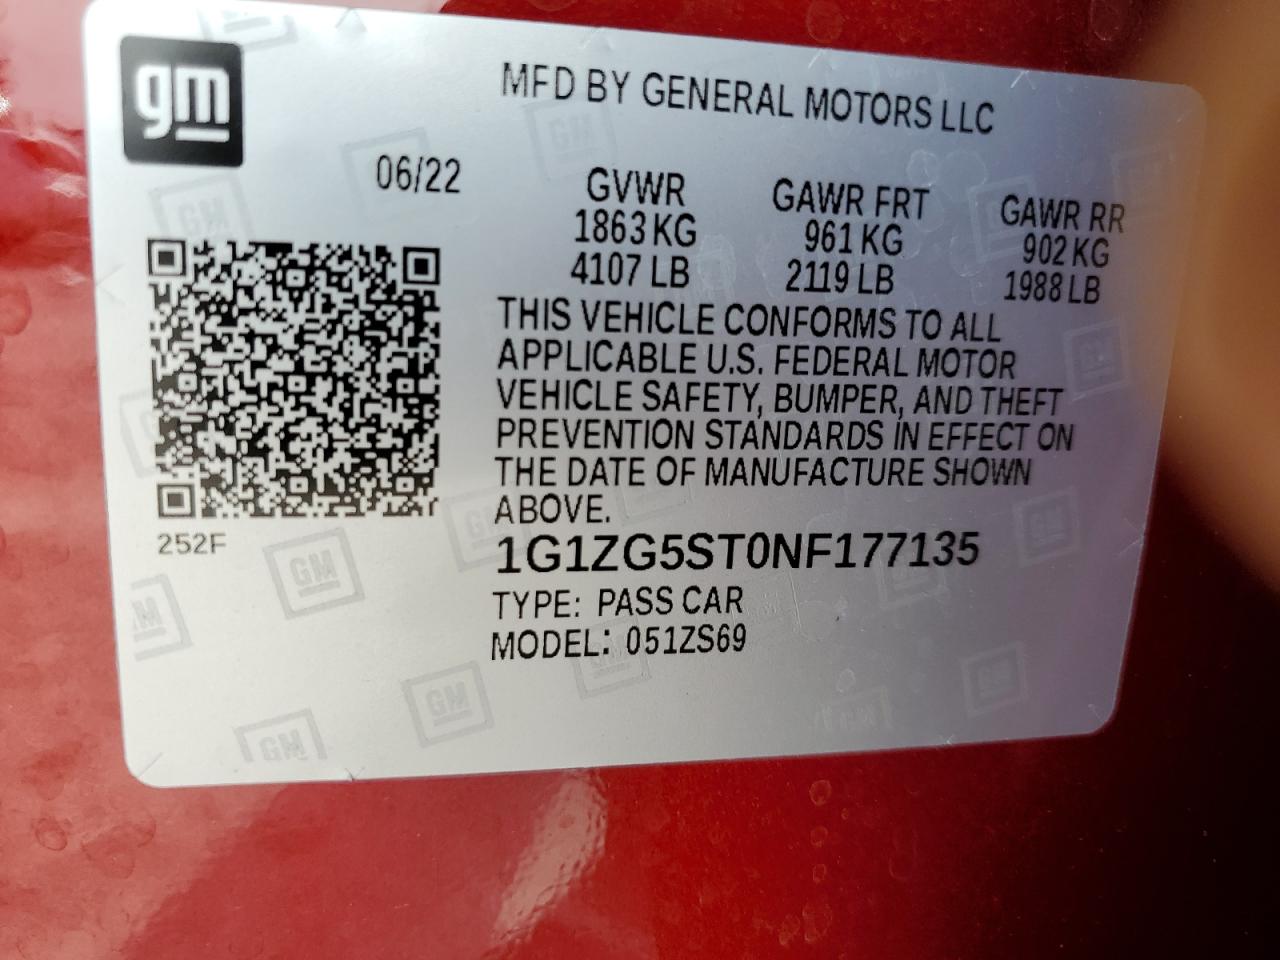 gm
MFD BY GENERAL MOTORS LLC
06/22
GVWR GAWR FRT GAWR RR
1863 KG 961 KG 902 KG
4107 LB 2119 LB 1988 LB
THIS VEHICLE CONFORMS TO ALL
APPLICABLE U.S. FEDERAL MOTOR
VEHICLE SAFETY, BUMPER, AND THEFT
PREVENTION STANDARDS IN EFFECT ON
THE DATE OF MANUFACTURE SHOWN
ABOVE.
252F
1G1ZG5ST0NF177135
TYPE: PASS CAR
MODEL: 051ZS69